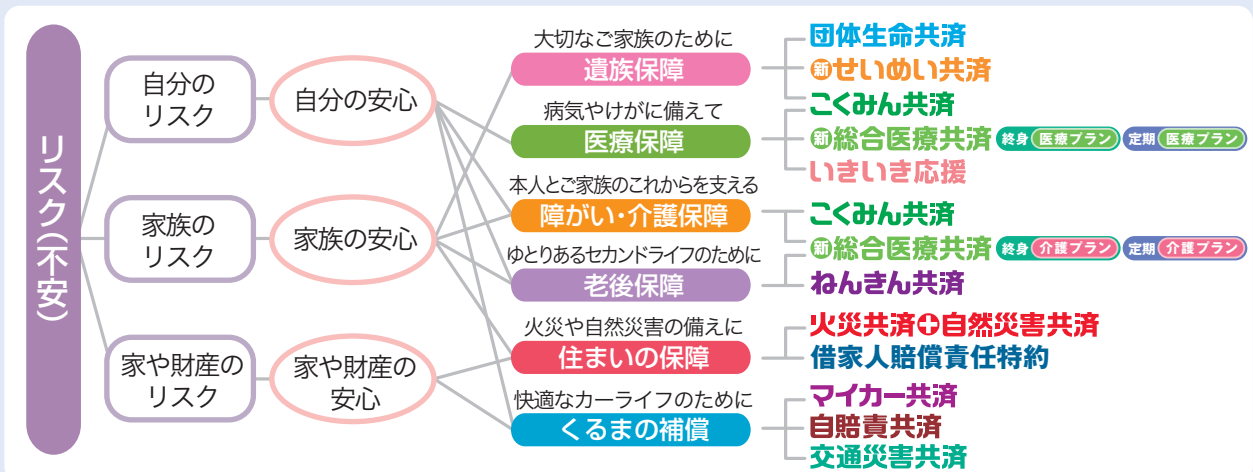 リスク(不安)
自分の
リスク
家族の
リスク
家や財産の
リスク
自分の安心
家族の安心
家や財産の
安心
大切なご家族のために
遺族保障
病気やけがに備えて
医療保障
本人とご家族のこれからを支える
障がい・介護保障
ゆとりあるセカンドライフのために
老後保障
火災や自然災害の備えに
住まいの保障
快適なカーライフのために
くるまの補償
団体生命共済
新せいめい共済
こくみん共済
新総合医療共済 終身 医療プラン 定期 医療プラン
いきいき応援
こくみん共済
新総合医療共済 終身 介護プラン 定期 介護プラン
ねんきん共済
火災共済+自然災害共済
借家人賠償責任特約
マイカー共済
自賠責共済
交通災害共済